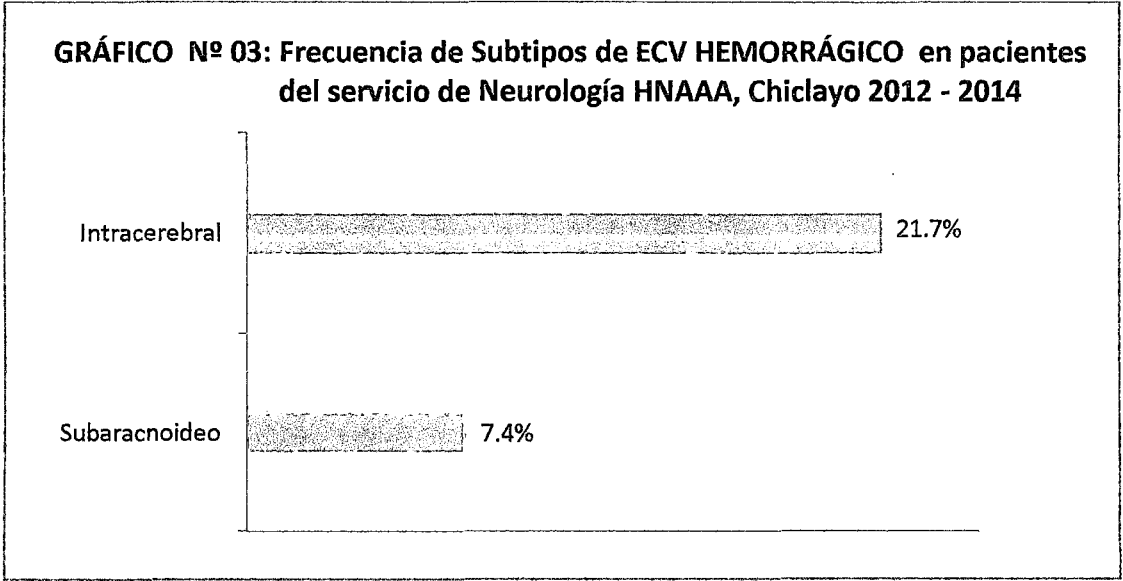 GRÁFICO Nº 03: Frecuencia de Subtipos de ECV HEMORRÁGICO en pacientes
del servicio de Neurología HNAAA, Chiclayo 2012 - 2014
Intracerebral
21.7%
Subaracnoideo
7.4%